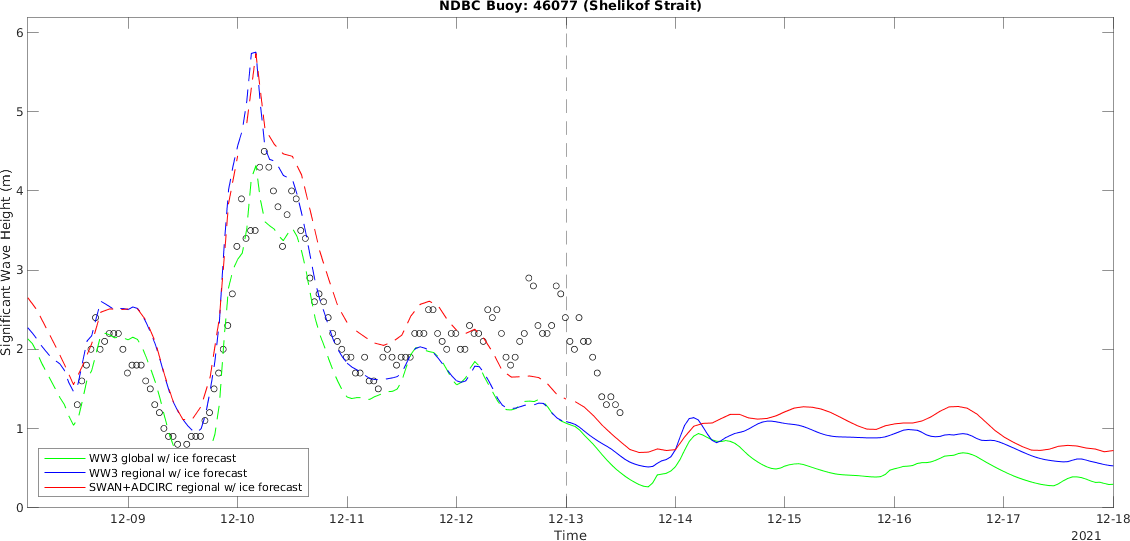 NDBC Buoy: 46077 (Shelikof Strait)
6
5
4
3
2
1
0
Significant Wave Height (m)
WW3 global w/ ice forecast
WW3 regional w/ ice forecast
SWAN+ADCIRC regional w/ ice forecast
12-09 12-10 12-11 12-12 12-13 12-14 12-15 12-16 12-17 12-18
Time
2021